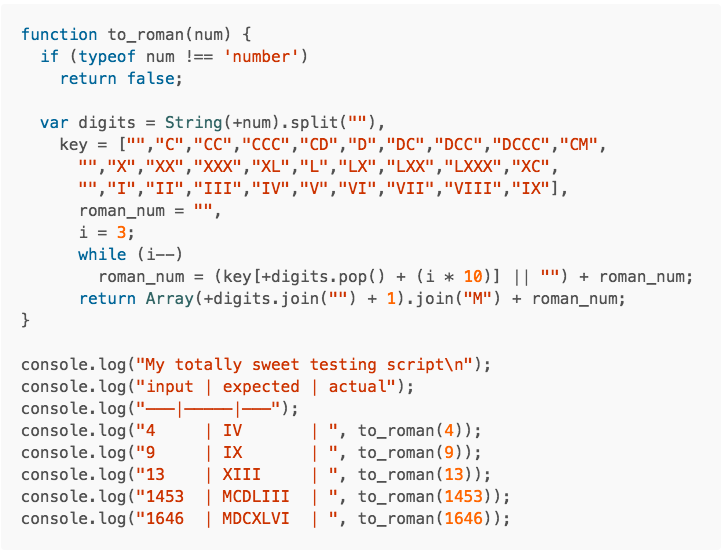 function to_roman(num) {
  if (typeof num !== 'number')
    return false;

  var digits = String(+num).split(""),
    key = ["","C","CC","CCC","CD","D","DC","DCC","DCCC","CM",
      "","X","XX","XXX","XL","L","LX","LXX","LXXX","XC",
      "","I","II","III","IV","V","VI","VII","VIII","IX"],
      roman_num = "",
      i = 3;
      while (i--)
        roman_num = (key[+digits.pop() + (i * 10)] || "") + roman_num;
      return Array(+digits.join("") + 1).join("M") + roman_num;
}

console.log("My totally sweet testing script\n");
console.log("input | expected | actual");
console.log("———|—————|———");
console.log("4     | IV       | ", to_roman(4));
console.log("9     | IX       | ", to_roman(9));
console.log("13    | XIII     | ", to_roman(13));
console.log("1453  | MCDLIII  | ", to_roman(1453));
console.log("1646  | MDCXLVI  | ", to_roman(1646));